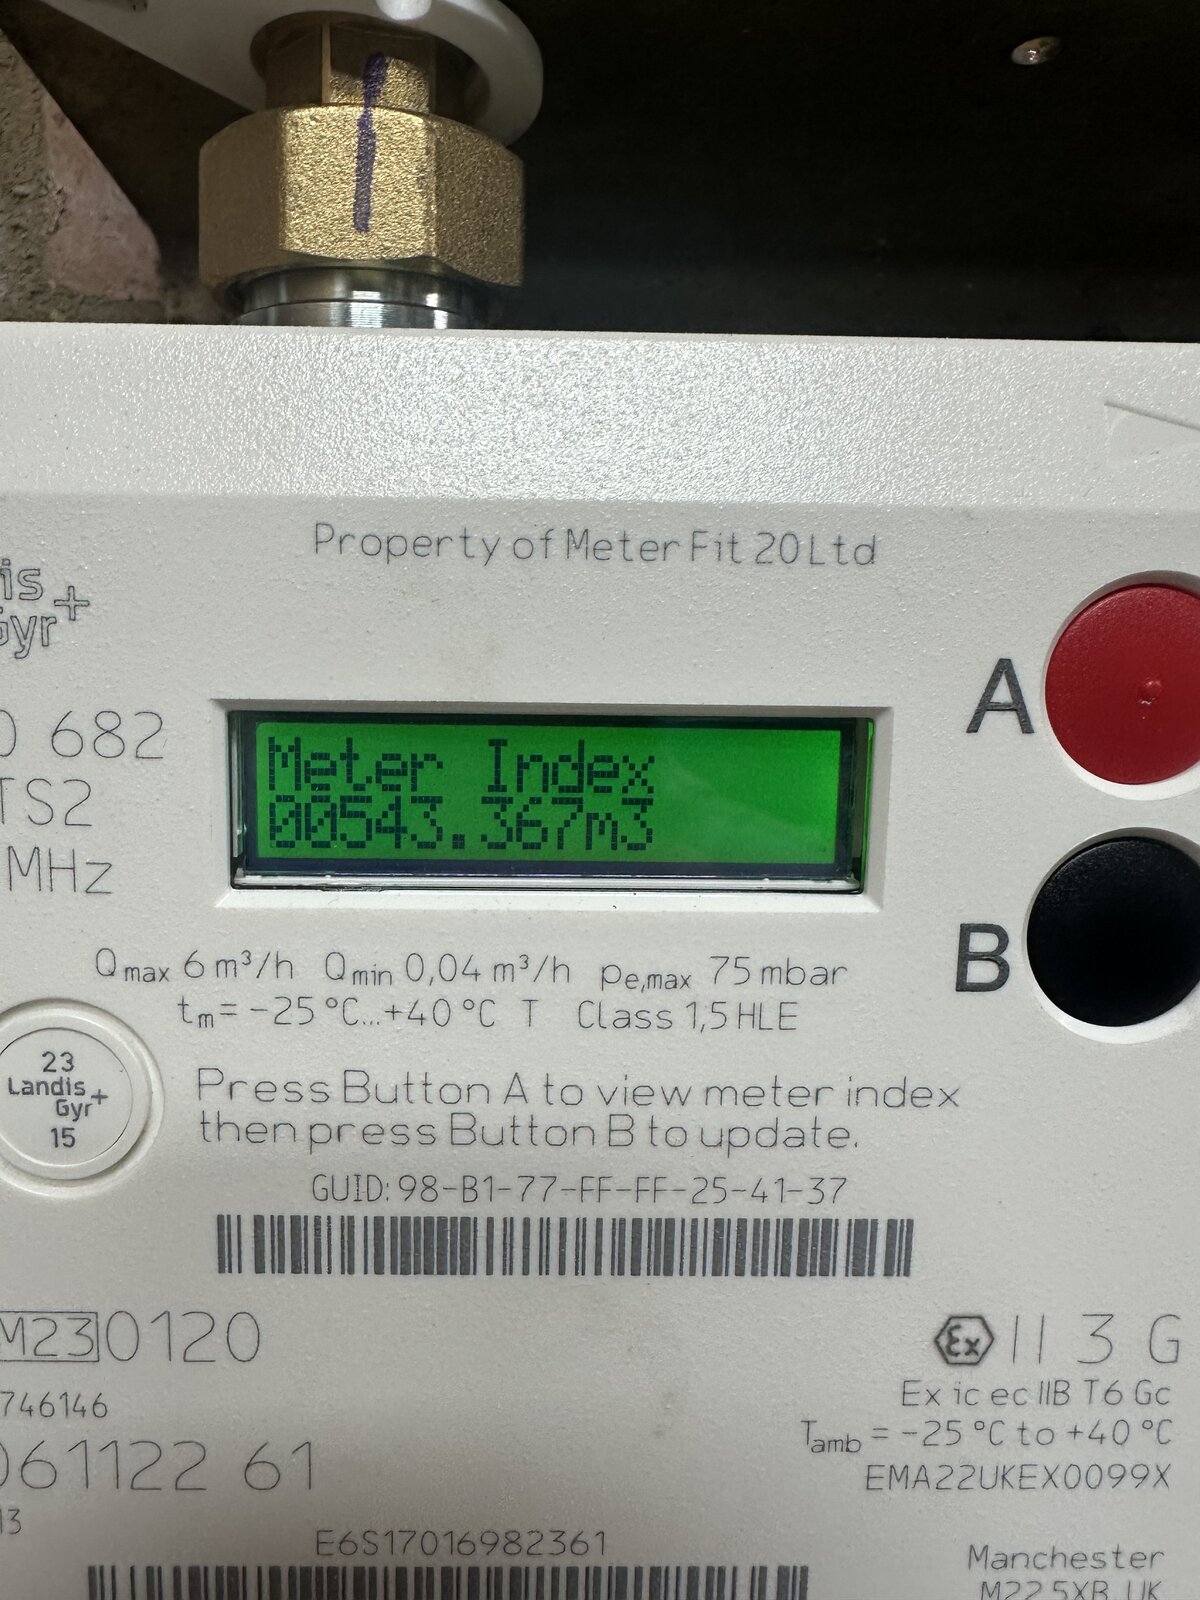 Property of Meter Fit 20 Ltd
is
Gyr+
0 682
TS2
MHz
Meter Index
00543.367m3
A
B
Qmax 6 m³/h Qmin 0,04 m³/h pe,max 75 mbar
tm= -25 °C...+40 °C T Class 1,5 HLE
23
Landis+
Gyr
15
Press Button A to view meter index
then press Button B to update.
GUID: 98-B1-77-FF-FF-25-41-37
M23 0120
746146
061122 61
13
Ex II 3 G
Ex ic ec IIB T6 Gc
Tamb = -25 °C to +40 °C
EMA22UKEX0099X
E6S17016982361
Manchester
M22 5XB, UK